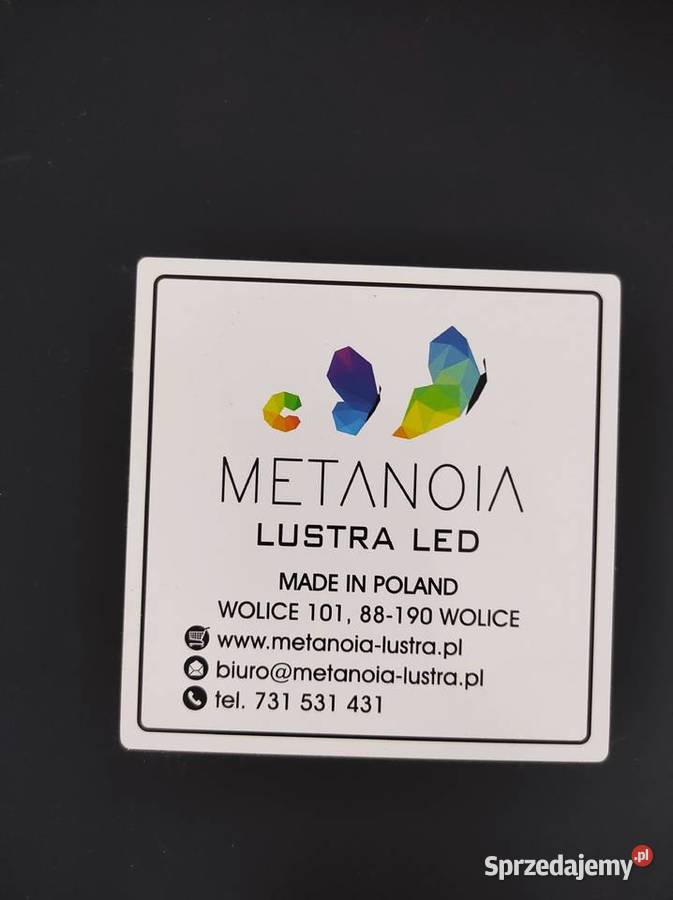 METANOIA
LUSTRA LED
MADE IN POLAND
WOLICE 101, 88-190 WOLICE
www.metanoia-lustra.pl
biuro@metanoia-lustra.pl
tel. 731 531 431
Sprzedajemy.pl